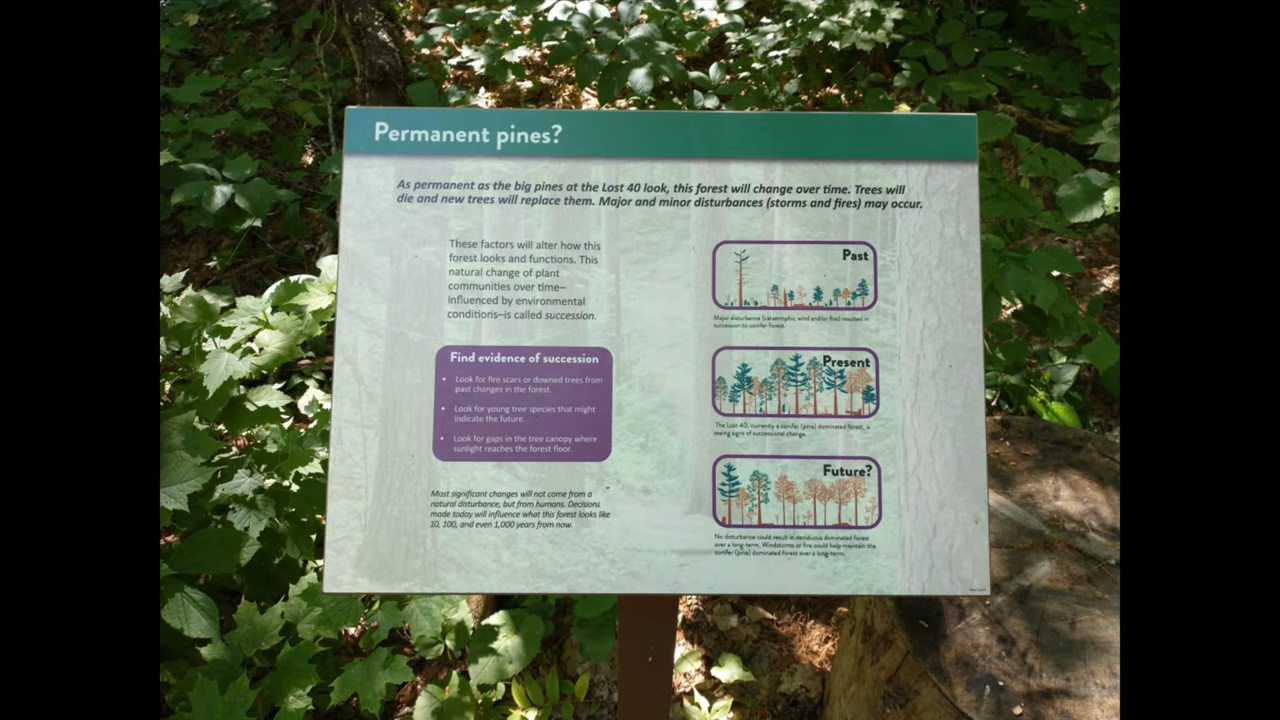 Permanent pines?
As permanent as the big pines at the Lost 40 look, this forest will change over time. Trees will
die and new trees will replace them. Major and minor disturbances (storms and fires) may occur.
These factors will alter how this
forest looks and functions. This
natural change of plant
communities over time—
influenced by environmental
conditions—is called succession.
Find evidence of succession
• Look for fire scars or downed trees from
past changes in the forest.
• Look for young tree species that might
indicate the future.
• Look for gaps in the tree canopy where
sunlight reaches the forest floor.
Most significant changes will not come from a
natural disturbance, but from humans. Decisions
made today will influence what this forest looks like
10, 100, and even 1,000 years from now.
Past
Major disturbance (catastrophic wind and/or fire) resulted in
succession to conifer forest.
Present
The Lost 40, currently a conifer (pine) dominated forest, is
seeing signs of successional change.
Future?
No disturbance could result in deciduous dominated forest
over a long-term. Windstorms or fire could help maintain the
conifer (pine) dominated forest over a long-term.